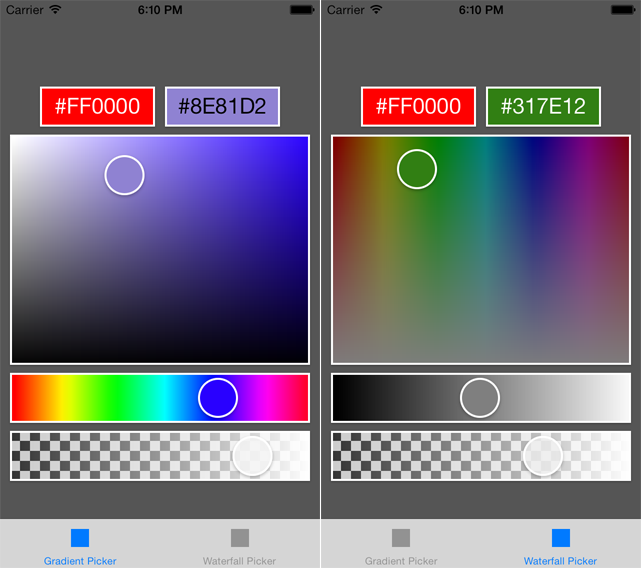 Carrier 6:10 PM
#FF0000 #8E81D2
Gradient Picker Waterfall Picker
Carrier 6:10 PM
#FF0000 #317E12
Gradient Picker Waterfall Picker